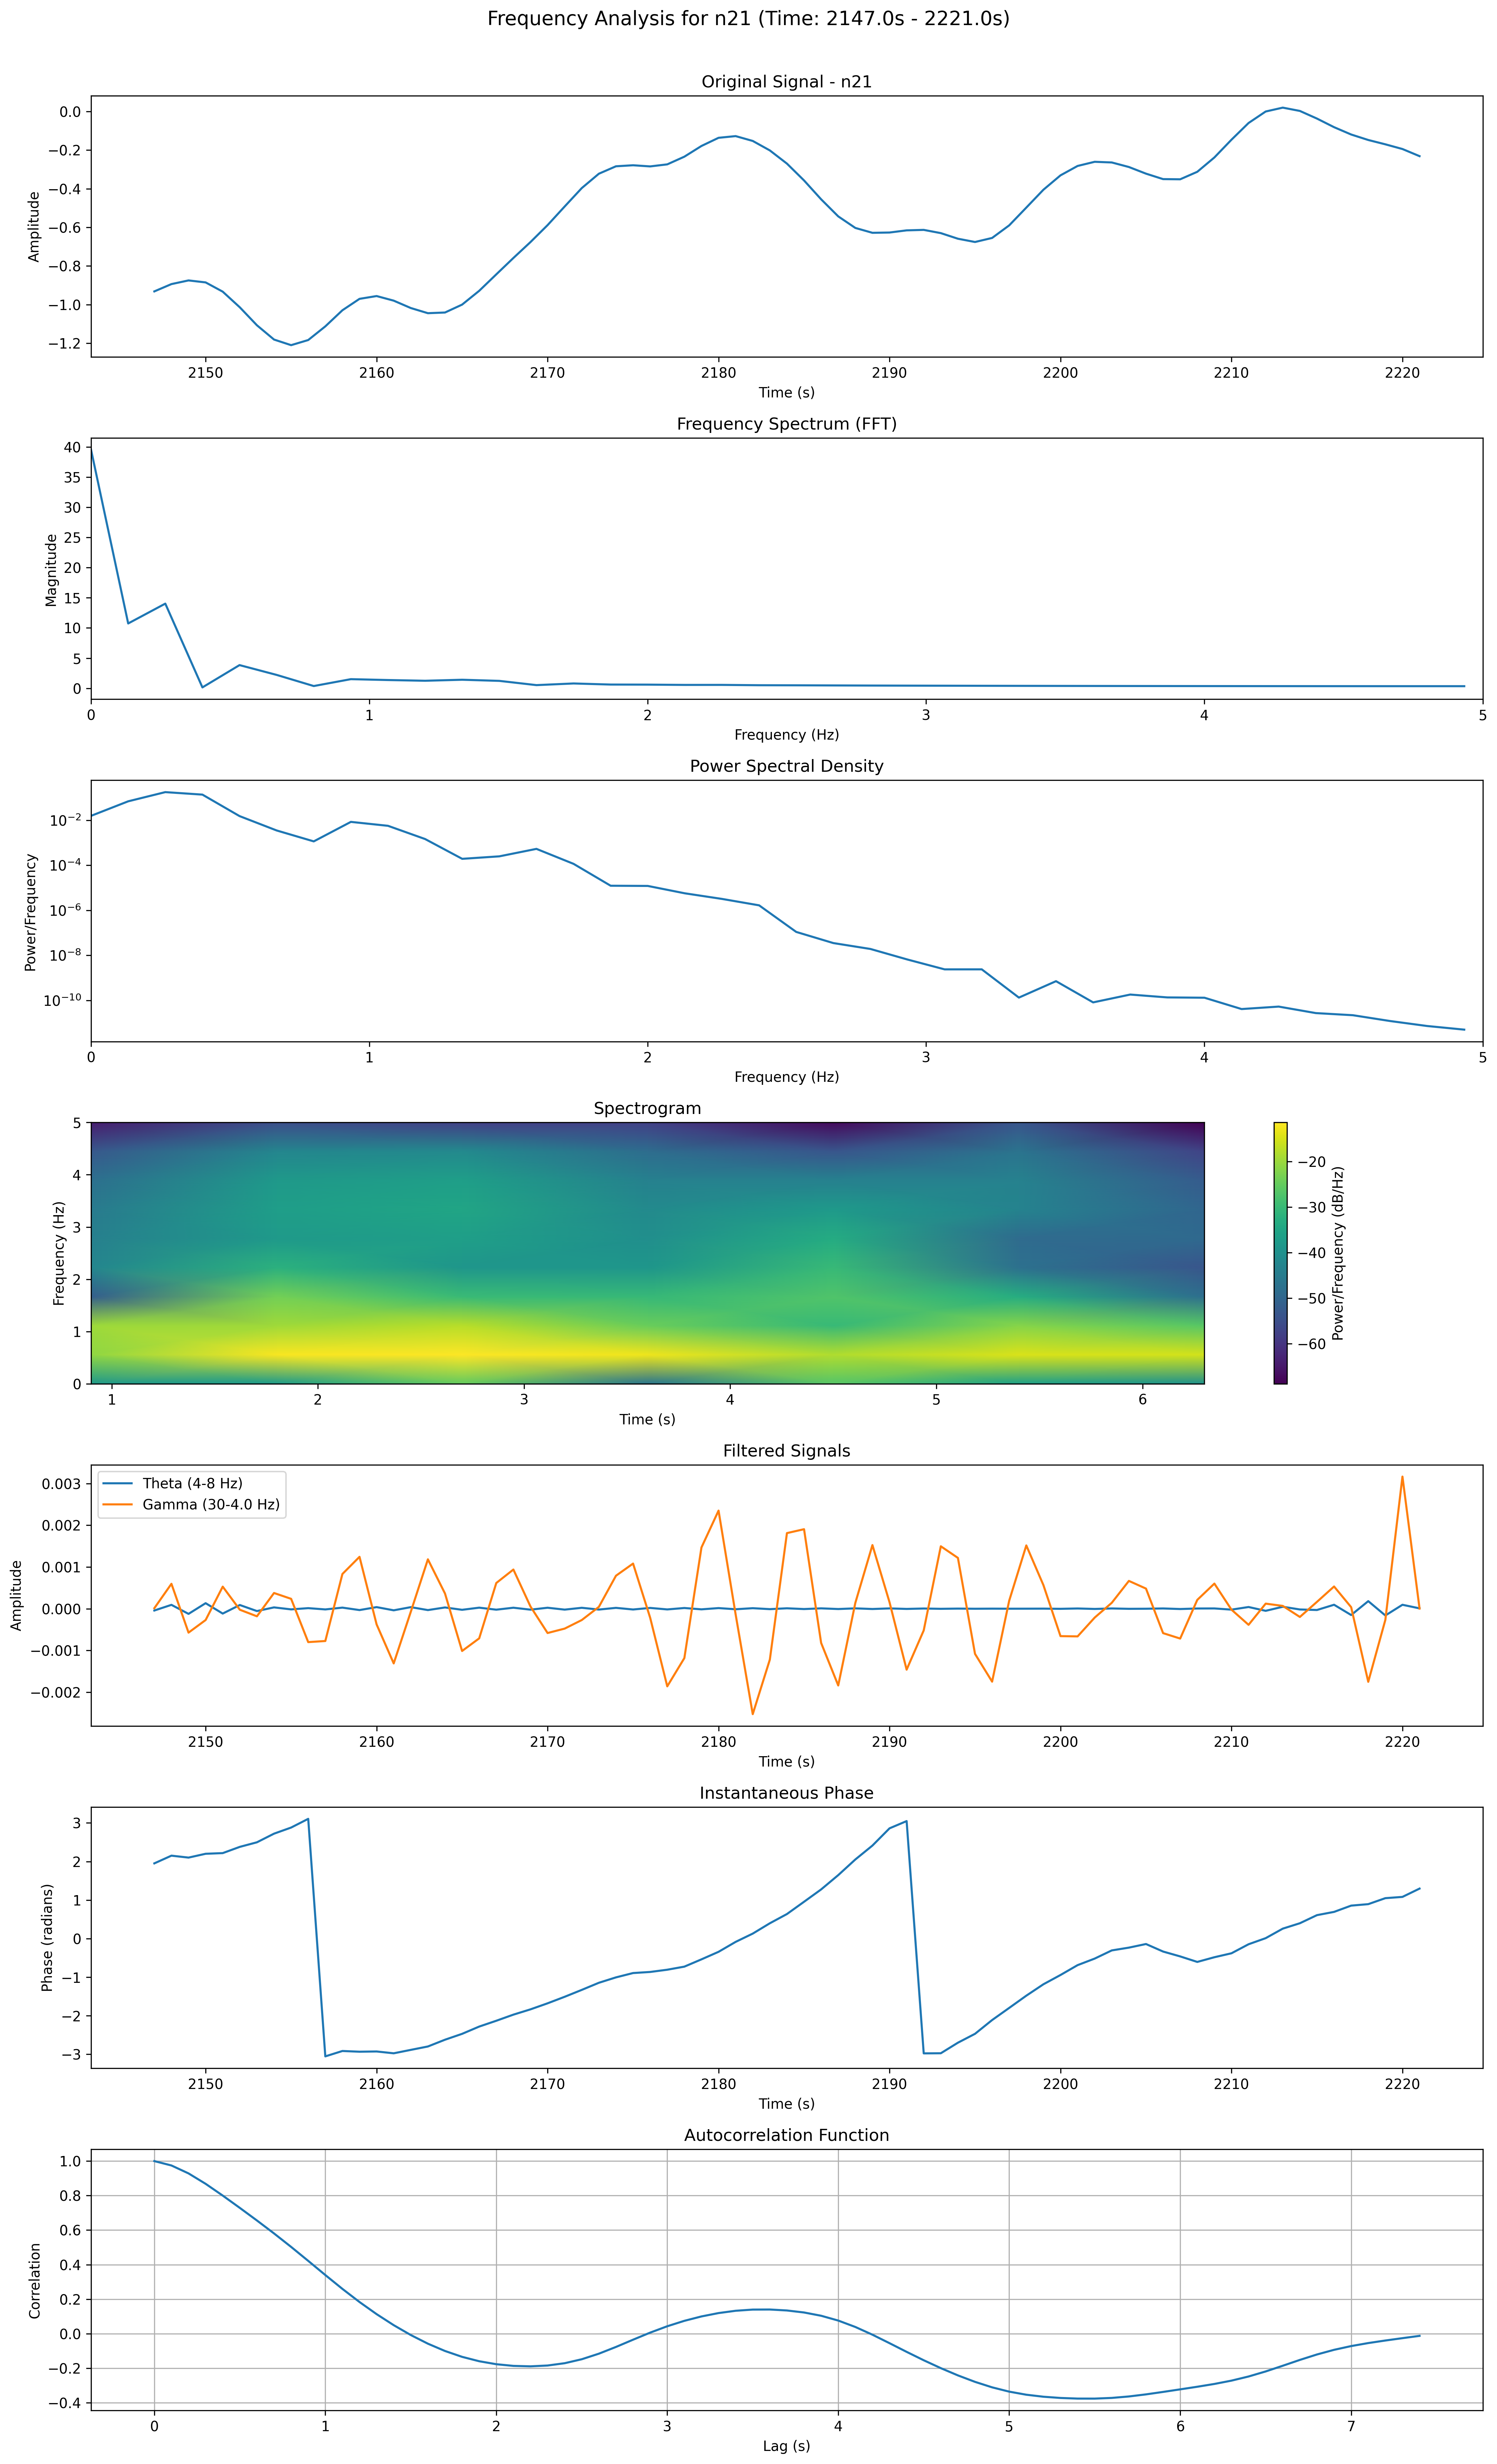 Frequency Analysis for n21 (Time: 2147.0s - 2221.0s)
Original Signal - n21
Amplitude
0.0
−0.2
−0.4
−0.6
−0.8
−1.0
−1.2
2150 2160 2170 2180 2190 2200 2210 2220
Time (s)
Frequency Spectrum (FFT)
Magnitude
40
35
30
25
20
15
10
5
0
0 1 2 3 4 5
Frequency (Hz)
Power Spectral Density
Power/Frequency
10⁻²
10⁻⁴
10⁻⁶
10⁻⁸
10⁻¹⁰
0 1 2 3 4 5
Frequency (Hz)
Spectrogram
Frequency (Hz)
5
4
3
2
1
0
1 2 3 4 5 6
Time (s)
−20
−30
−40
−50
−60
Power/Frequency (dB/Hz)
Filtered Signals
Theta (4-8 Hz)
Gamma (30-4.0 Hz)
Amplitude
0.003
0.002
0.001
0.000
−0.001
−0.002
2150 2160 2170 2180 2190 2200 2210 2220
Time (s)
Instantaneous Phase
Phase (radians)
3
2
1
0
−1
−2
−3
2150 2160 2170 2180 2190 2200 2210 2220
Time (s)
Autocorrelation Function
Correlation
1.0
0.8
0.6
0.4
0.2
0.0
−0.2
−0.4
0 1 2 3 4 5 6 7
Lag (s)